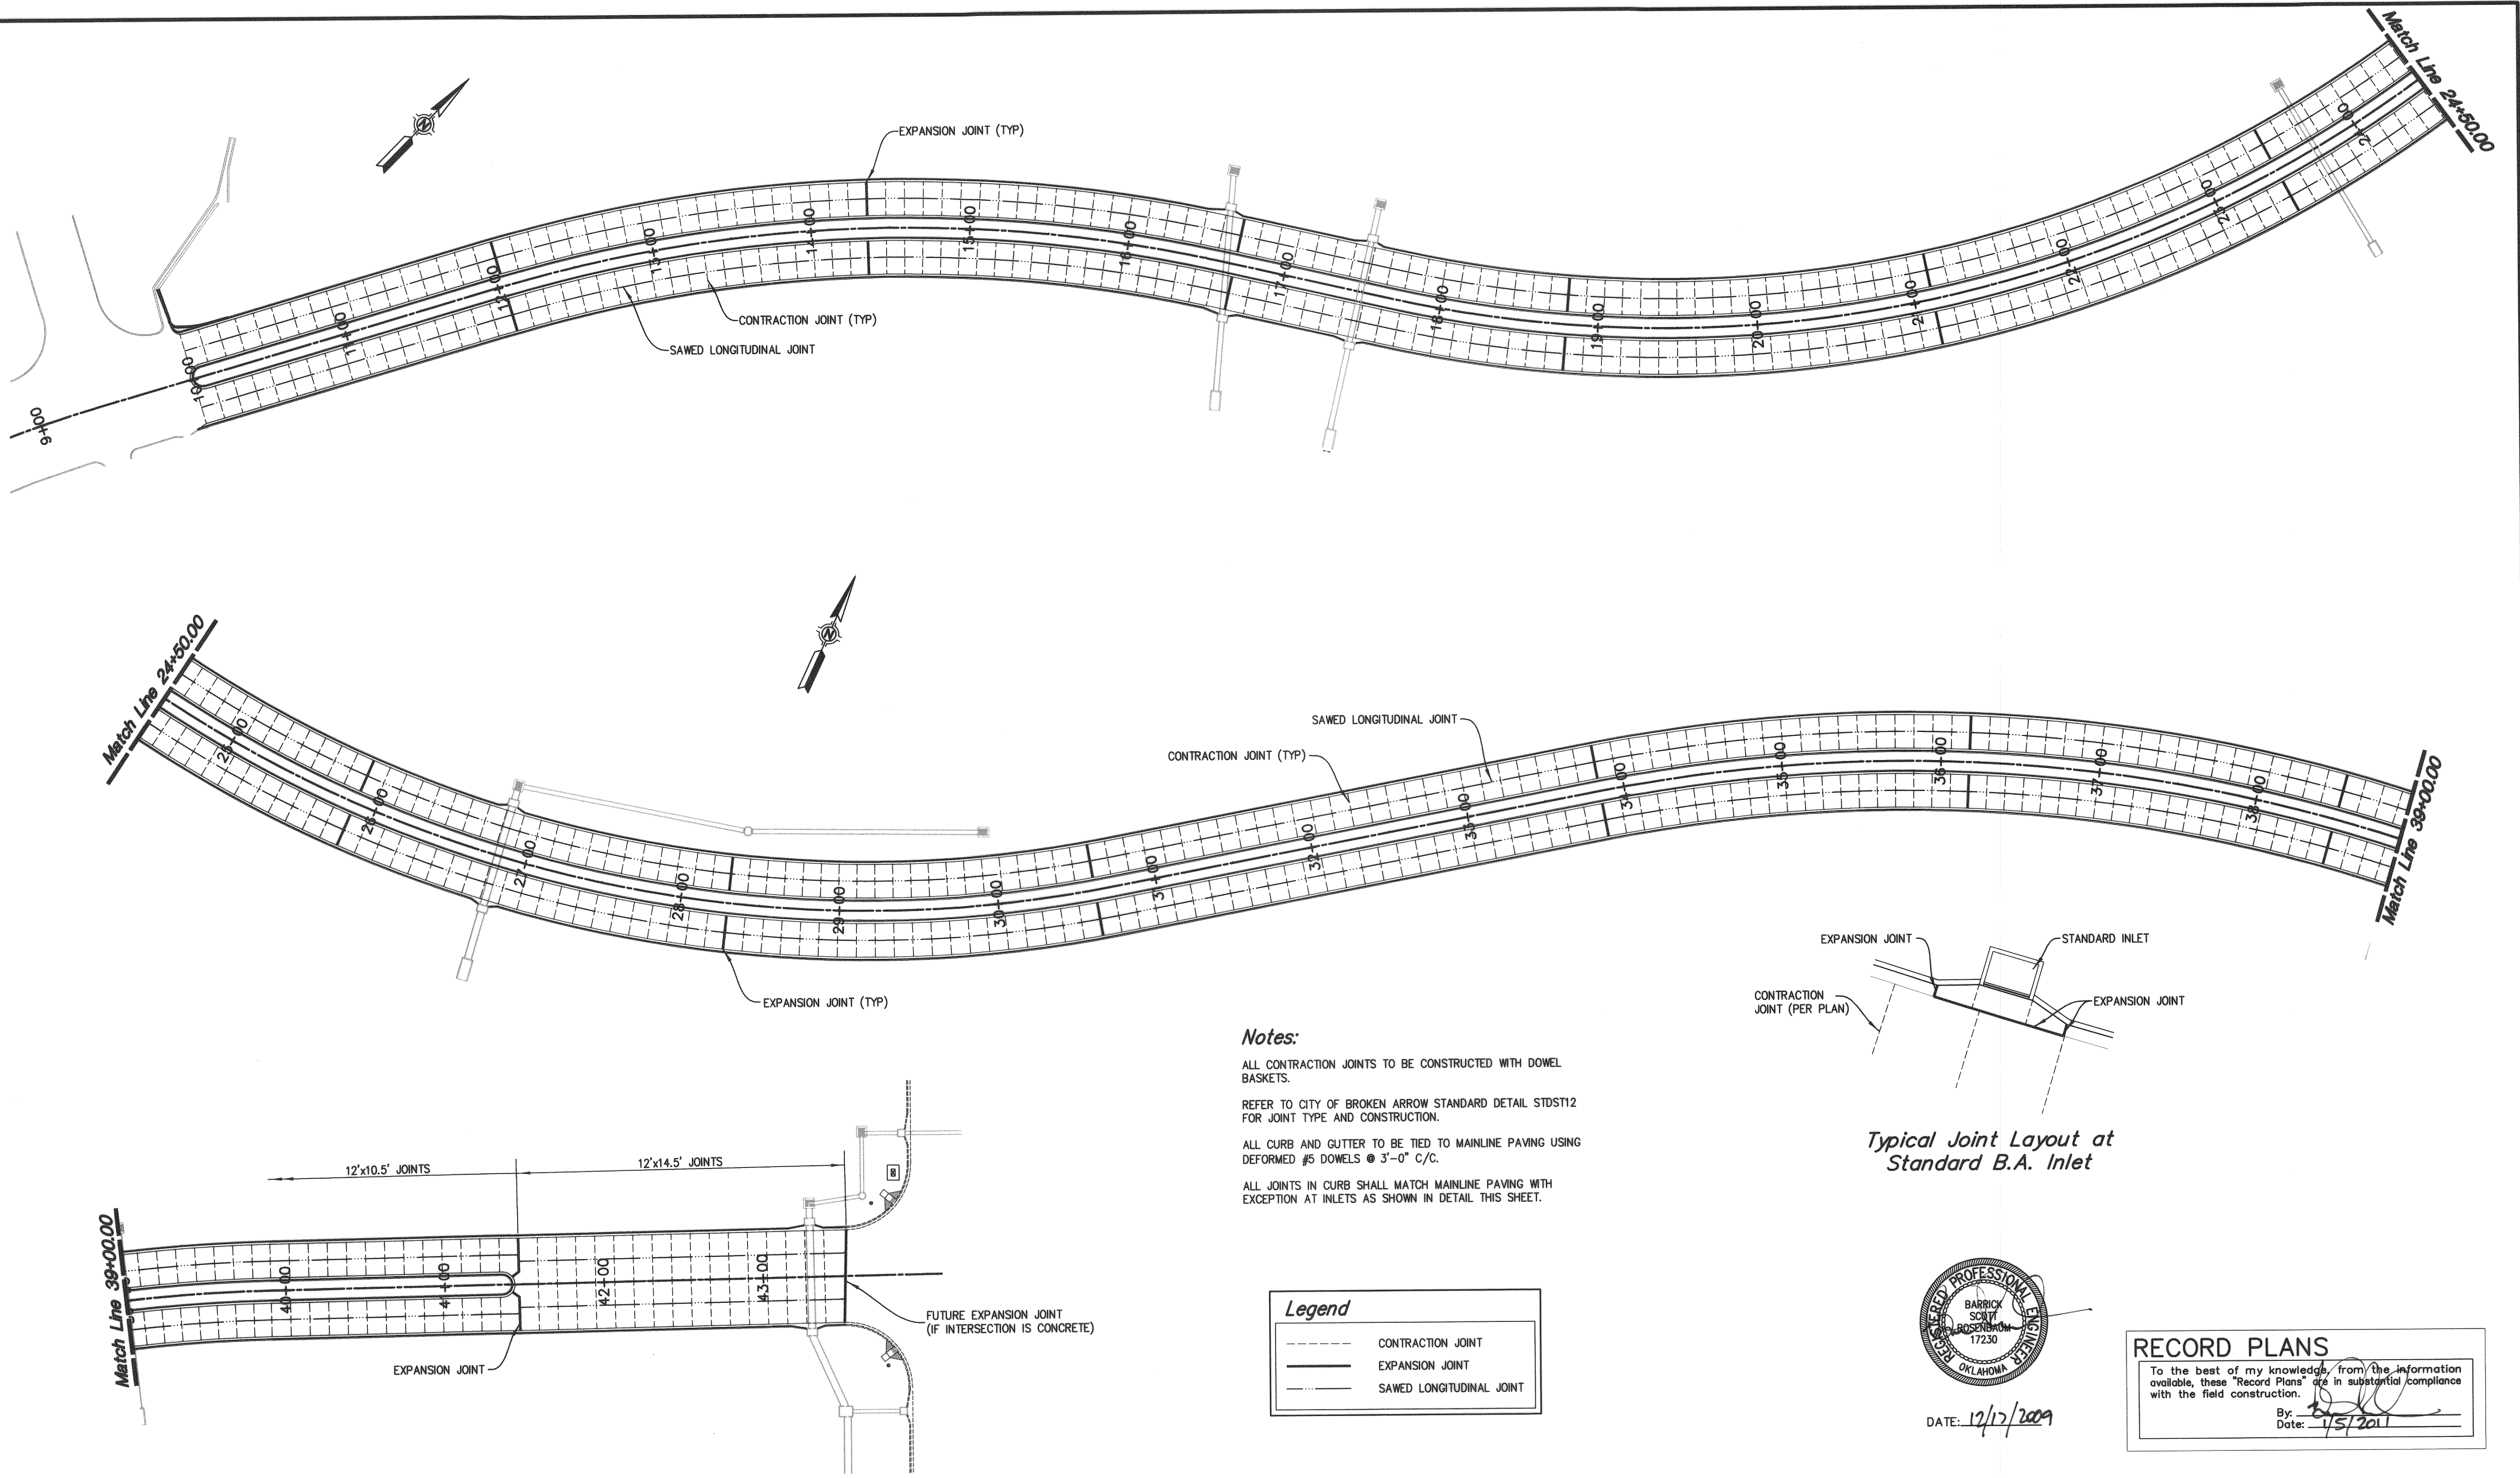 Match Line 24+50.00
N
EXPANSION JOINT (TYP)
CONTRACTION JOINT (TYP)
SAWED LONGITUDINAL JOINT
9+00
10+00
11+00
12+00
13+00
14+00
15+00
16+00
17+00
18+00
19+00
20+00
21+00
22+00
23+00
24+00
Match Line 24+50.00
N
SAWED LONGITUDINAL JOINT
CONTRACTION JOINT (TYP)
25+00
26+00
27+00
28+00
29+00
30+00
31+00
32+00
33+00
34+00
35+00
36+00
37+00
38+00
Match Line 39+00.00
EXPANSION JOINT (TYP)
EXPANSION JOINT
STANDARD INLET
CONTRACTION
JOINT (PER PLAN)
EXPANSION JOINT
Typical Joint Layout at
Standard B.A. Inlet
Notes:
ALL CONTRACTION JOINTS TO BE CONSTRUCTED WITH DOWEL
BASKETS.
REFER TO CITY OF BROKEN ARROW STANDARD DETAIL STDST12
FOR JOINT TYPE AND CONSTRUCTION.
ALL CURB AND GUTTER TO BE TIED TO MAINLINE PAVING USING
DEFORMED #5 DOWELS @ 3'-0" C/C.
ALL JOINTS IN CURB SHALL MATCH MAINLINE PAVING WITH
EXCEPTION AT INLETS AS SHOWN IN DETAIL THIS SHEET.
12'x10.5' JOINTS
12'x14.5' JOINTS
Match Line 39+00.00
40+00
41+00
42+00
43+00
EXPANSION JOINT
FUTURE EXPANSION JOINT
(IF INTERSECTION IS CONCRETE)
Legend
CONTRACTION JOINT
EXPANSION JOINT
SAWED LONGITUDINAL JOINT
REGISTERED PROFESSIONAL ENGINEER
BARRICK
SCOTT
ROSENBAUM
17230
OKLAHOMA
DATE: 12/17/2009
RECORD PLANS
To the best of my knowledge, from the information
available, these "Record Plans" are in substantial compliance
with the field construction.
By:
Date: 1/5/2011